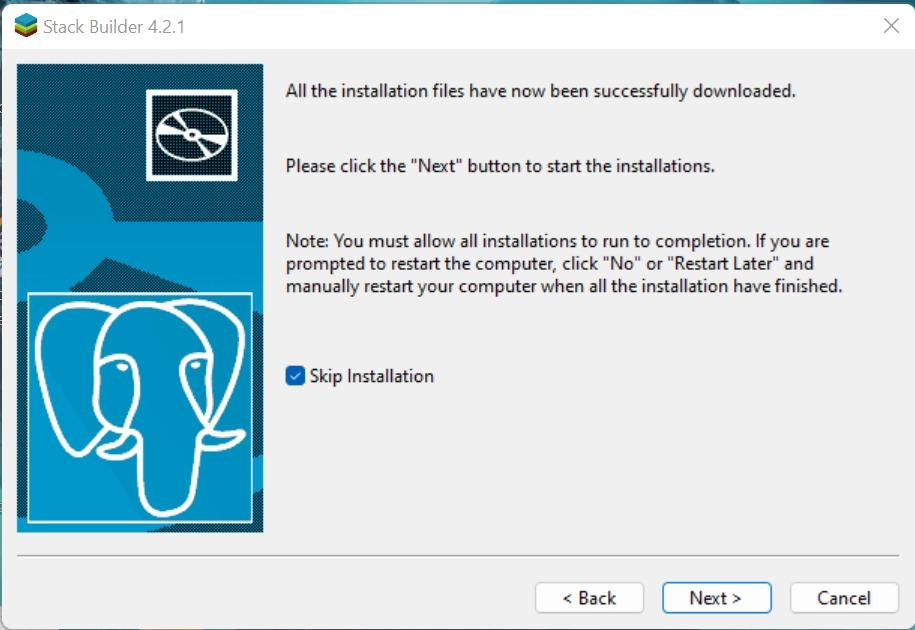 Stack Builder 4.2.1
All the installation files have now been successfully downloaded.
Please click the "Next" button to start the installations.
Note: You must allow all installations to run to completion. If you are
prompted to restart the computer, click "No" or "Restart Later" and
manually restart your computer when all the installation have finished.
Skip Installation
< Back
Next >
Cancel